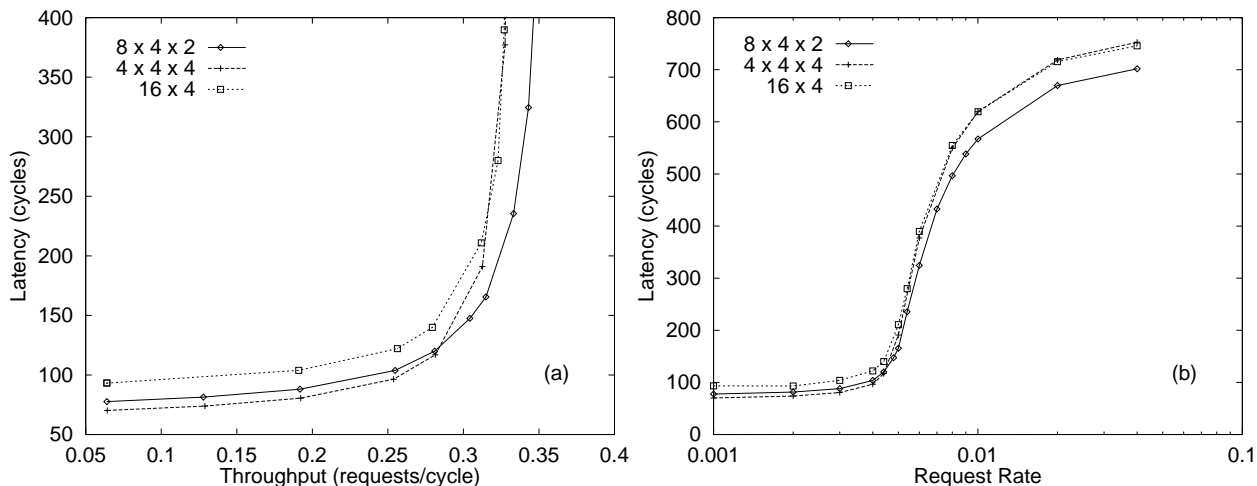 400
350
300
250
200
150
100
50
Latency (cycles)
8 x 4 x 2
4 x 4 x 4
16 x 4
(a)
0.05 0.1 0.15 0.2 0.25 0.3 0.35 0.4
Throughput (requests/cycle)
800
700
600
500
400
300
200
100
0
Latency (cycles)
8 x 4 x 2
4 x 4 x 4
16 x 4
(b)
0.001 0.01 0.1
Request Rate